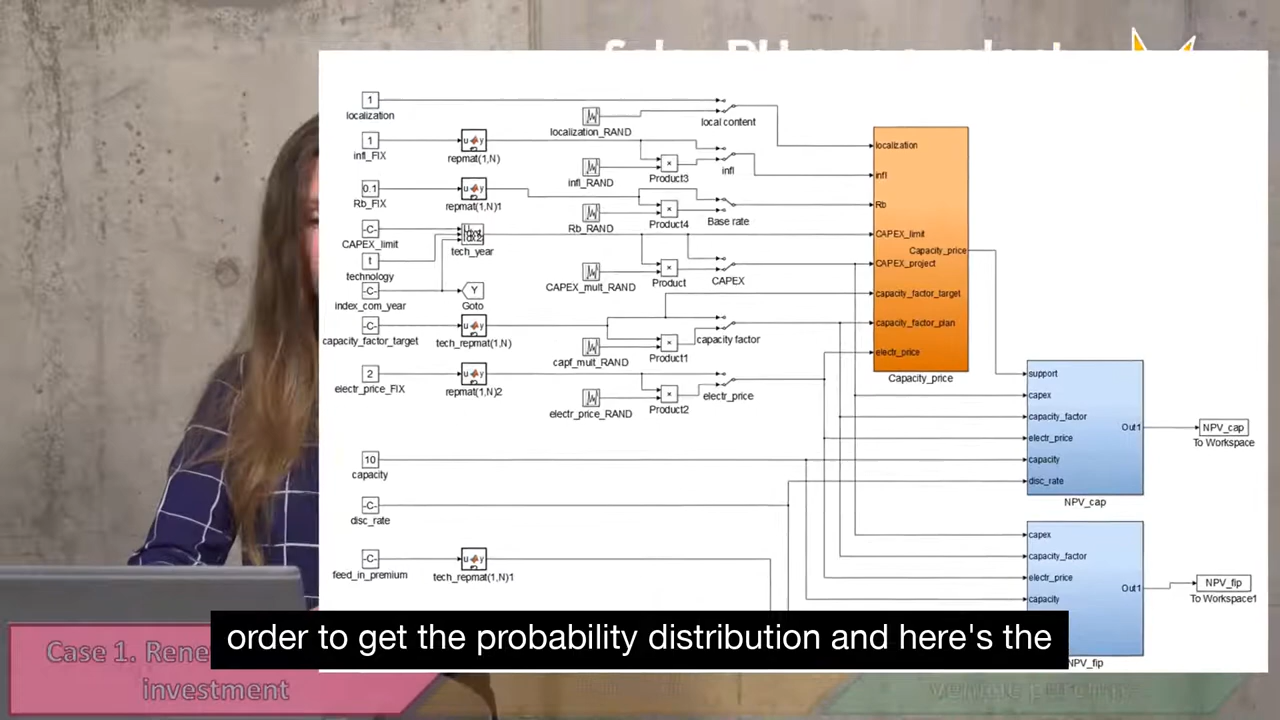 1
localization
localization_RAND
local content
1
infl_FIX
u y
repmat(1,N)
infl_RAND
×
Product3
infl
0.1
Rb_FIX
u y
repmat(1,N)1
Rb_RAND
×
Product4
Base rate
-C-
CAPEX_limit
tech_year
t
technology
CAPEX_mult_RAND
×
Product
CAPEX
-C-
index_com_year
Y
Goto
-C-
capacity_factor_target
u y
tech_repmat(1,N)
capf_mult_RAND
×
Product1
capacity factor
2
electr_price_FIX
u y
repmat(1,N)2
electr_price_RAND
×
Product2
electr_price
localization
infl
Rb
CAPEX_limit
Capacity_price
CAPEX_project
capacity_factor_target
capacity_factor_plan
electr_price
Capacity_price
10
capacity
-C-
disc_rate
-C-
feed_in_premium
u y
tech_repmat(1,N)1
support
capex
capacity_factor
electr_price
capacity
disc_rate
Out1
NPV_cap
NPV_cap
To Workspace
capex
capacity_factor
electr_price
capacity
Out1
NPV_fip
NPV_fip
To Workspace1
order to get the probability distribution and here's the
Case 1. Rene
investment